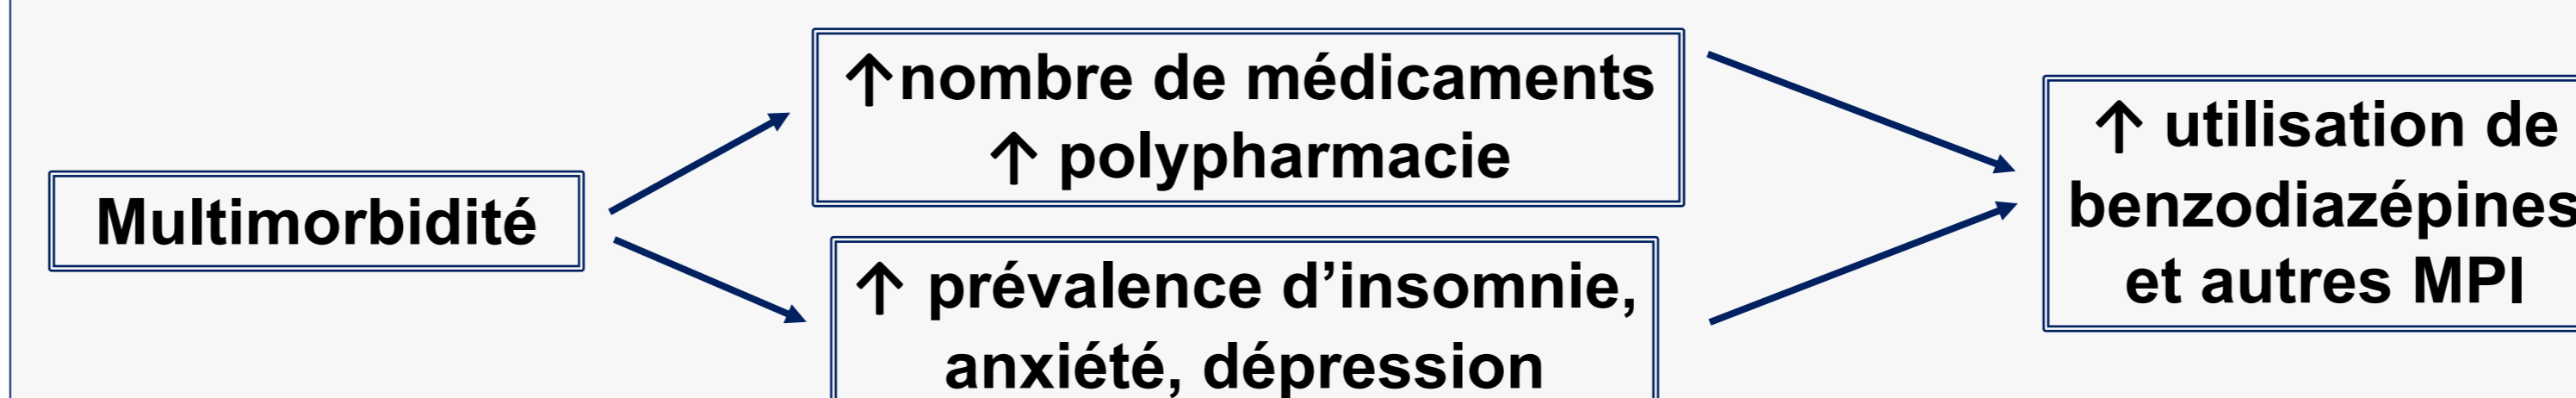 Multimorbidité
↑nombre de médicaments
↑ polypharmacie
↑ prévalence d’insomnie,
anxiété, dépression
↑ utilisation de
benzodiazépines
et autres MPI